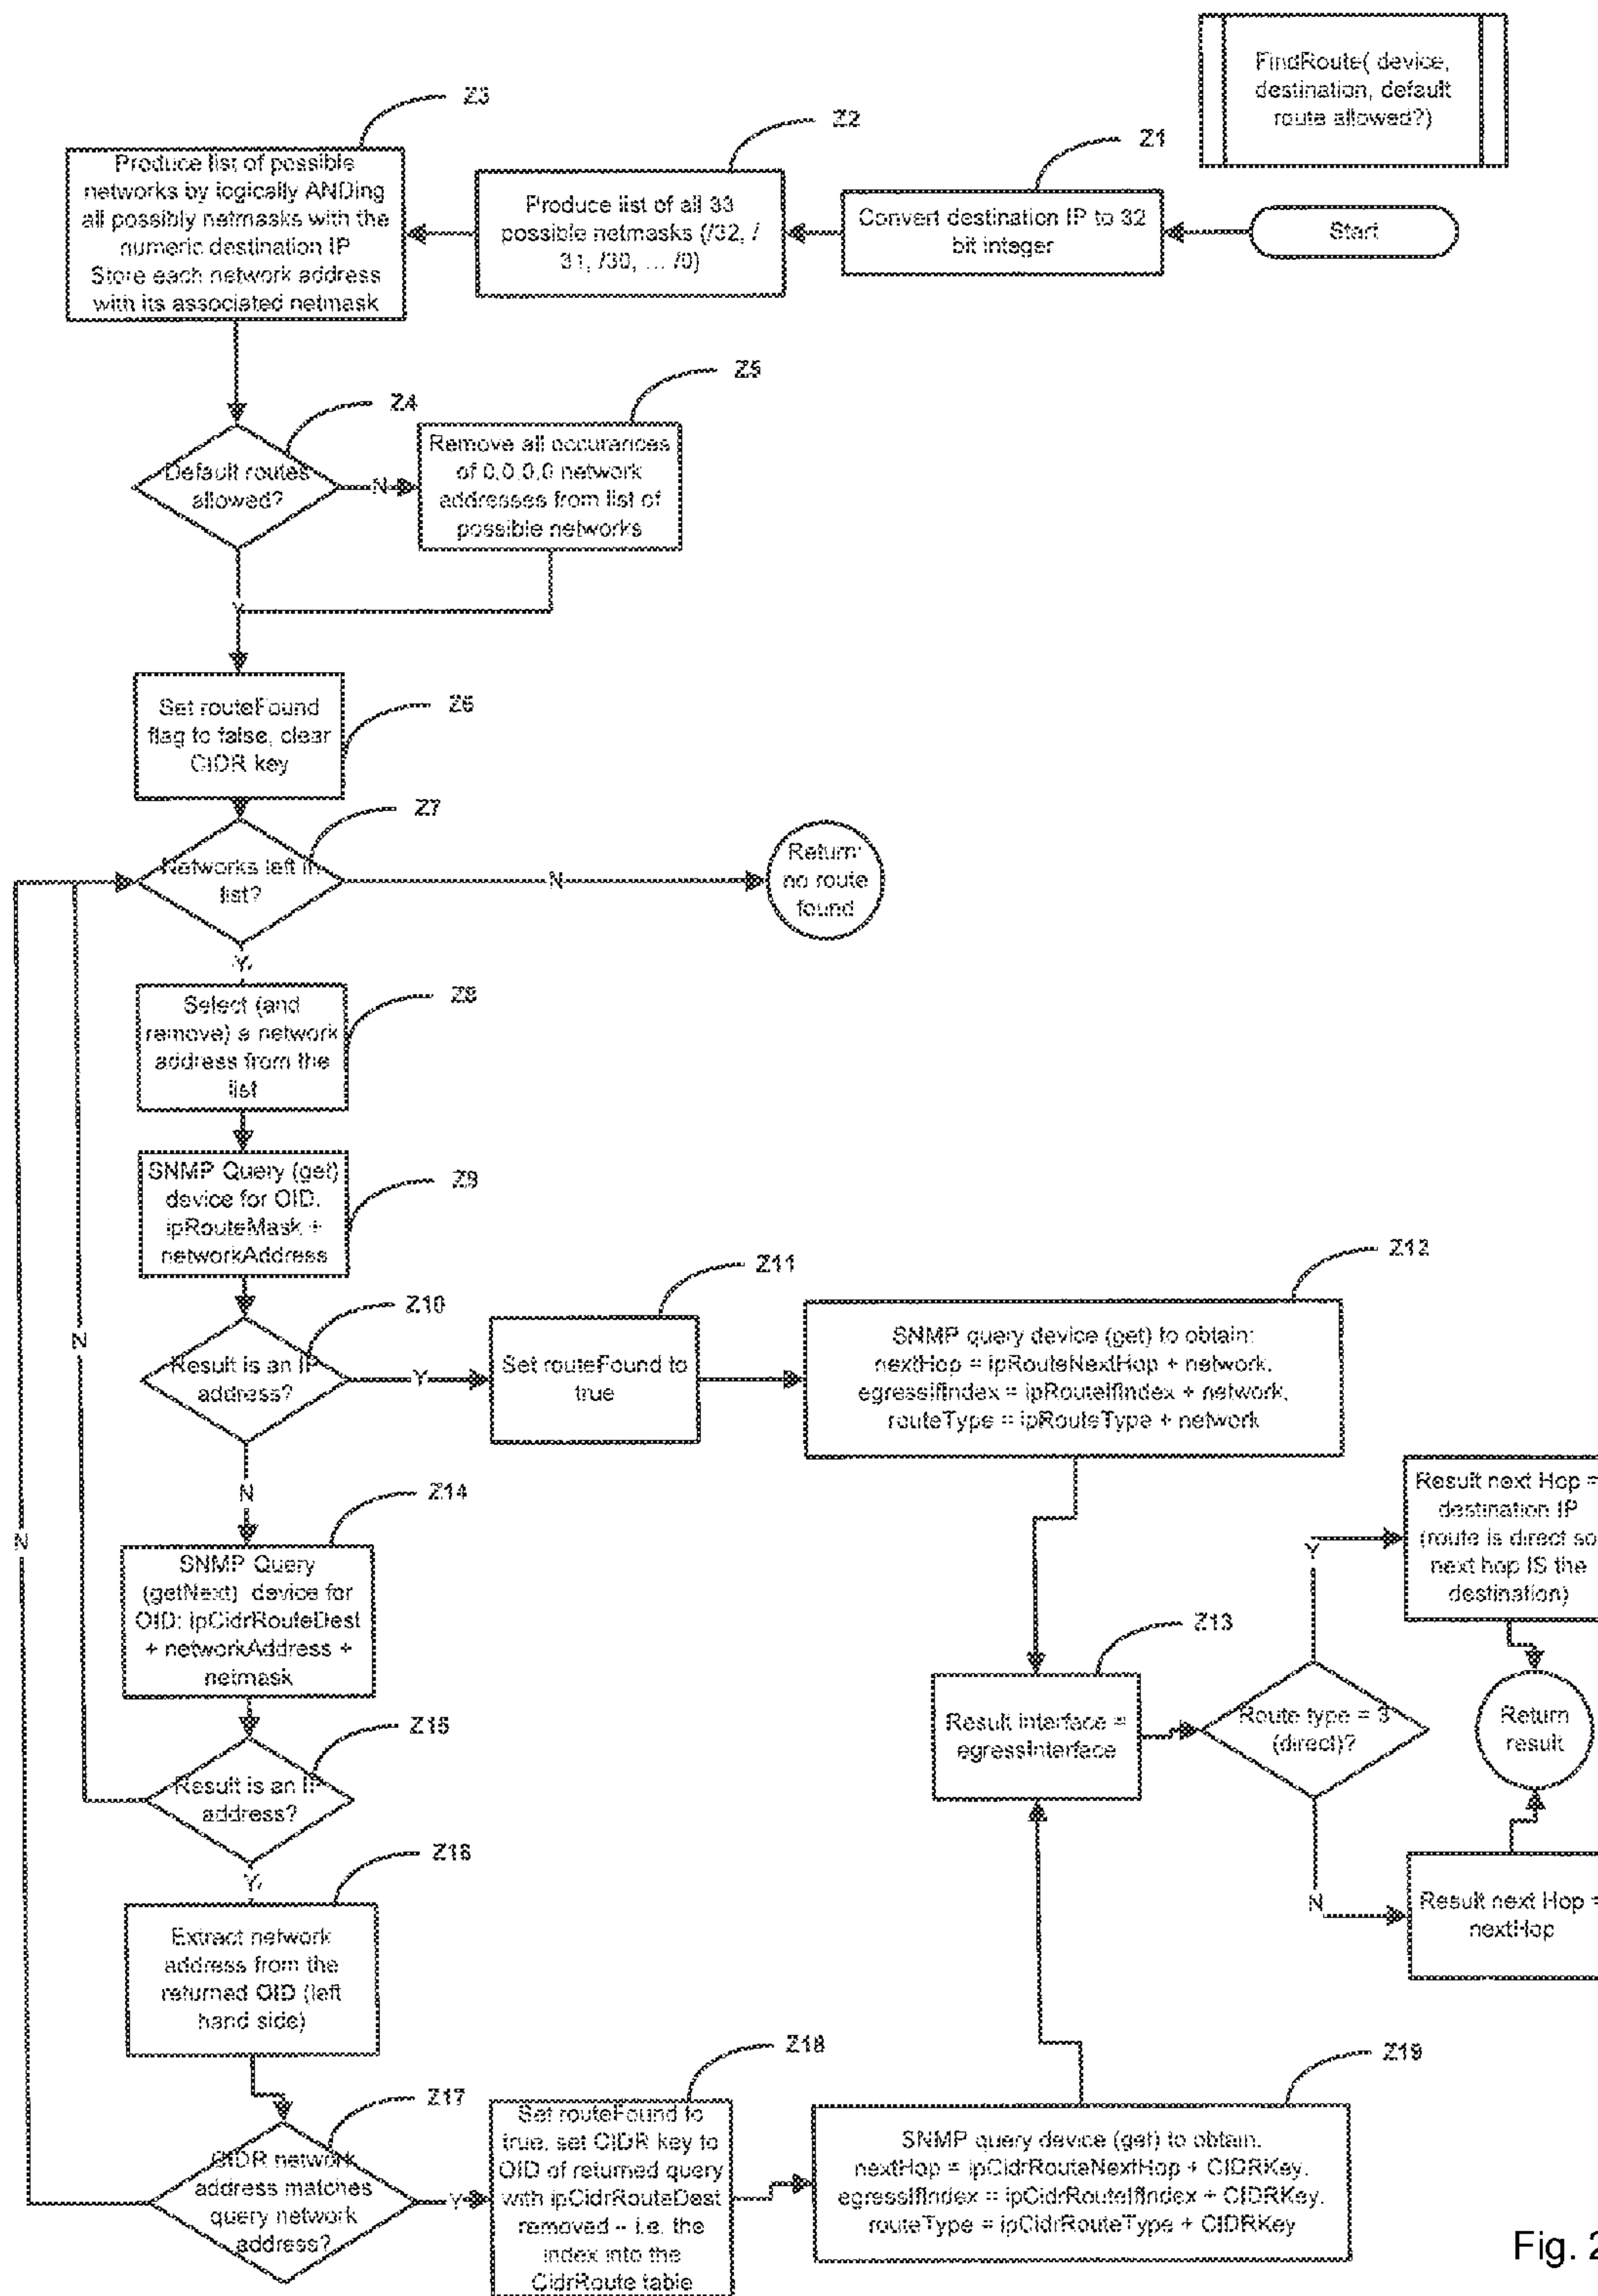 FindRoute( device,
destination, default
route allowed?)
Start
Z1
Convert destination IP to 32
bit integer
Z2
Produce list of all 33
possible netmasks (/32, /
31, /30, ... /0)
Z3
Produce list of possible
networks by logically ANDing
all possibly netmasks with the
numeric destination IP
Store each network address
with its associated netmask
Z4
Default routes
allowed?
N
Y
Z5
Remove all occurances
of 0.0.0.0 network
addresses from list of
possible networks
Z6
Set routeFound
flag to false, clear
CIDR key
Z7
Networks left in
list?
N
Return:
no route
found
Y
Z8
Select (and
remove) a network
address from the
list
Z9
SNMP Query (get)
device for OID.
ipRouteMask +
networkAddress
Z10
Result is an IP
address?
Y
N
Z11
Set routeFound to
true
Z12
SNMP query device (get) to obtain:
nextHop = ipRouteNextHop + network.
egressIfIndex = ipRouteIfIndex + network.
routeType = ipRouteType + network
Z13
Result interface =
egressInterface
Route type = 3
(direct)?
Y
N
Result next Hop =
destination IP
(route is direct so
next hop IS the
destination)
Return
result
Result next Hop =
nextHop
Z14
SNMP Query
(getNext) device for
OID: ipCidrRouteDest
+ networkAddress +
netmask
Z15
Result is an IP
address?
N
Y
Z16
Extract network
address from the
returned OID (left
hand side)
Z17
CIDR network
address matches
query network
address?
N
Y
Z18
Set routeFound to
true, set CIDR key to
OID of returned query
with ipCidrRouteDest
removed – i.e. the
index into the
CidrRoute table
Z19
SNMP query device (get) to obtain.
nextHop = ipCidrRouteNextHop + CIDRKey.
egressIfIndex = ipCidrRouteIfIndex + CIDRKey.
routeType = ipCidrRouteType + CIDRKey
Fig. 2